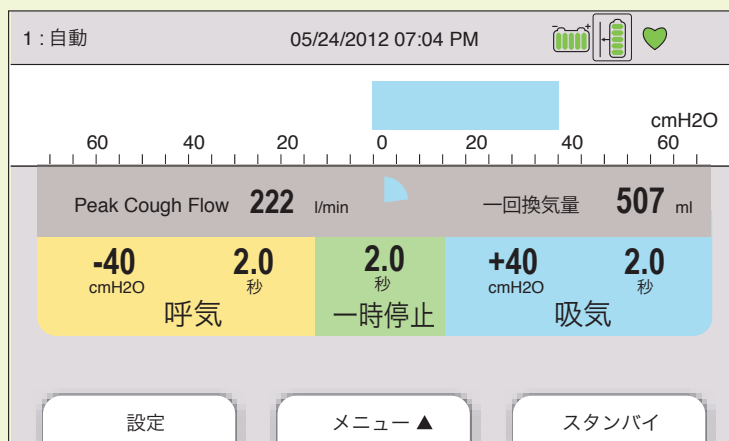 1 : 自動 05/24/2012 07:04 PM
cmH2O
60 40 20 0 20 40 60
Peak Cough Flow 222 l/min 一回換気量 507 ml
-40 2.0 2.0 +40 2.0
cmH2O 秒 秒 cmH2O 秒
呼気 一時停止 吸気
設定 メニュー ▲ スタンバイ